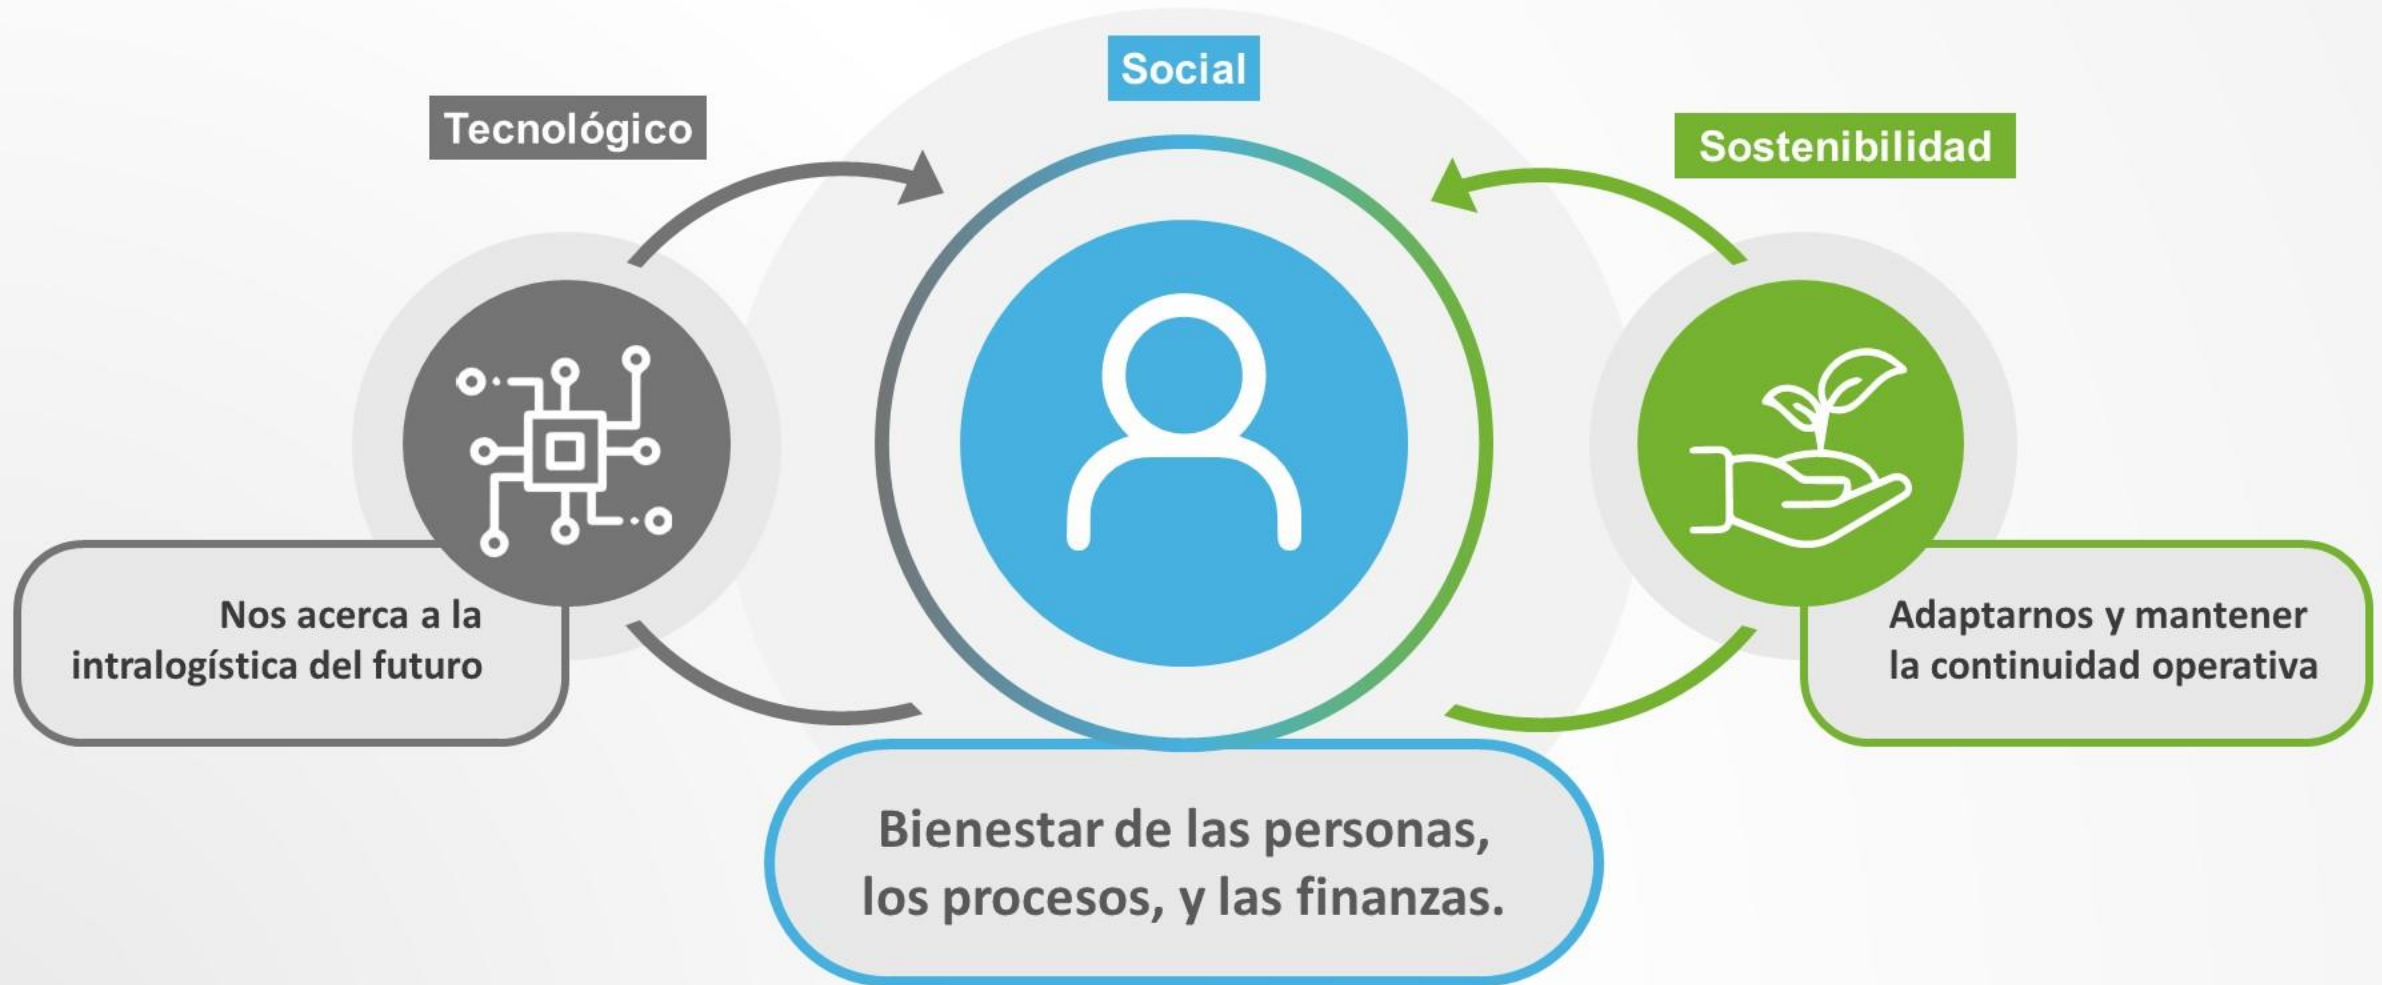 Social
Tecnológico
Sostenibilidad
Nos acerca a la
intralogística del futuro
Adaptarnos y mantener
la continuidad operativa
Bienestar de las personas,
los procesos, y las finanzas.